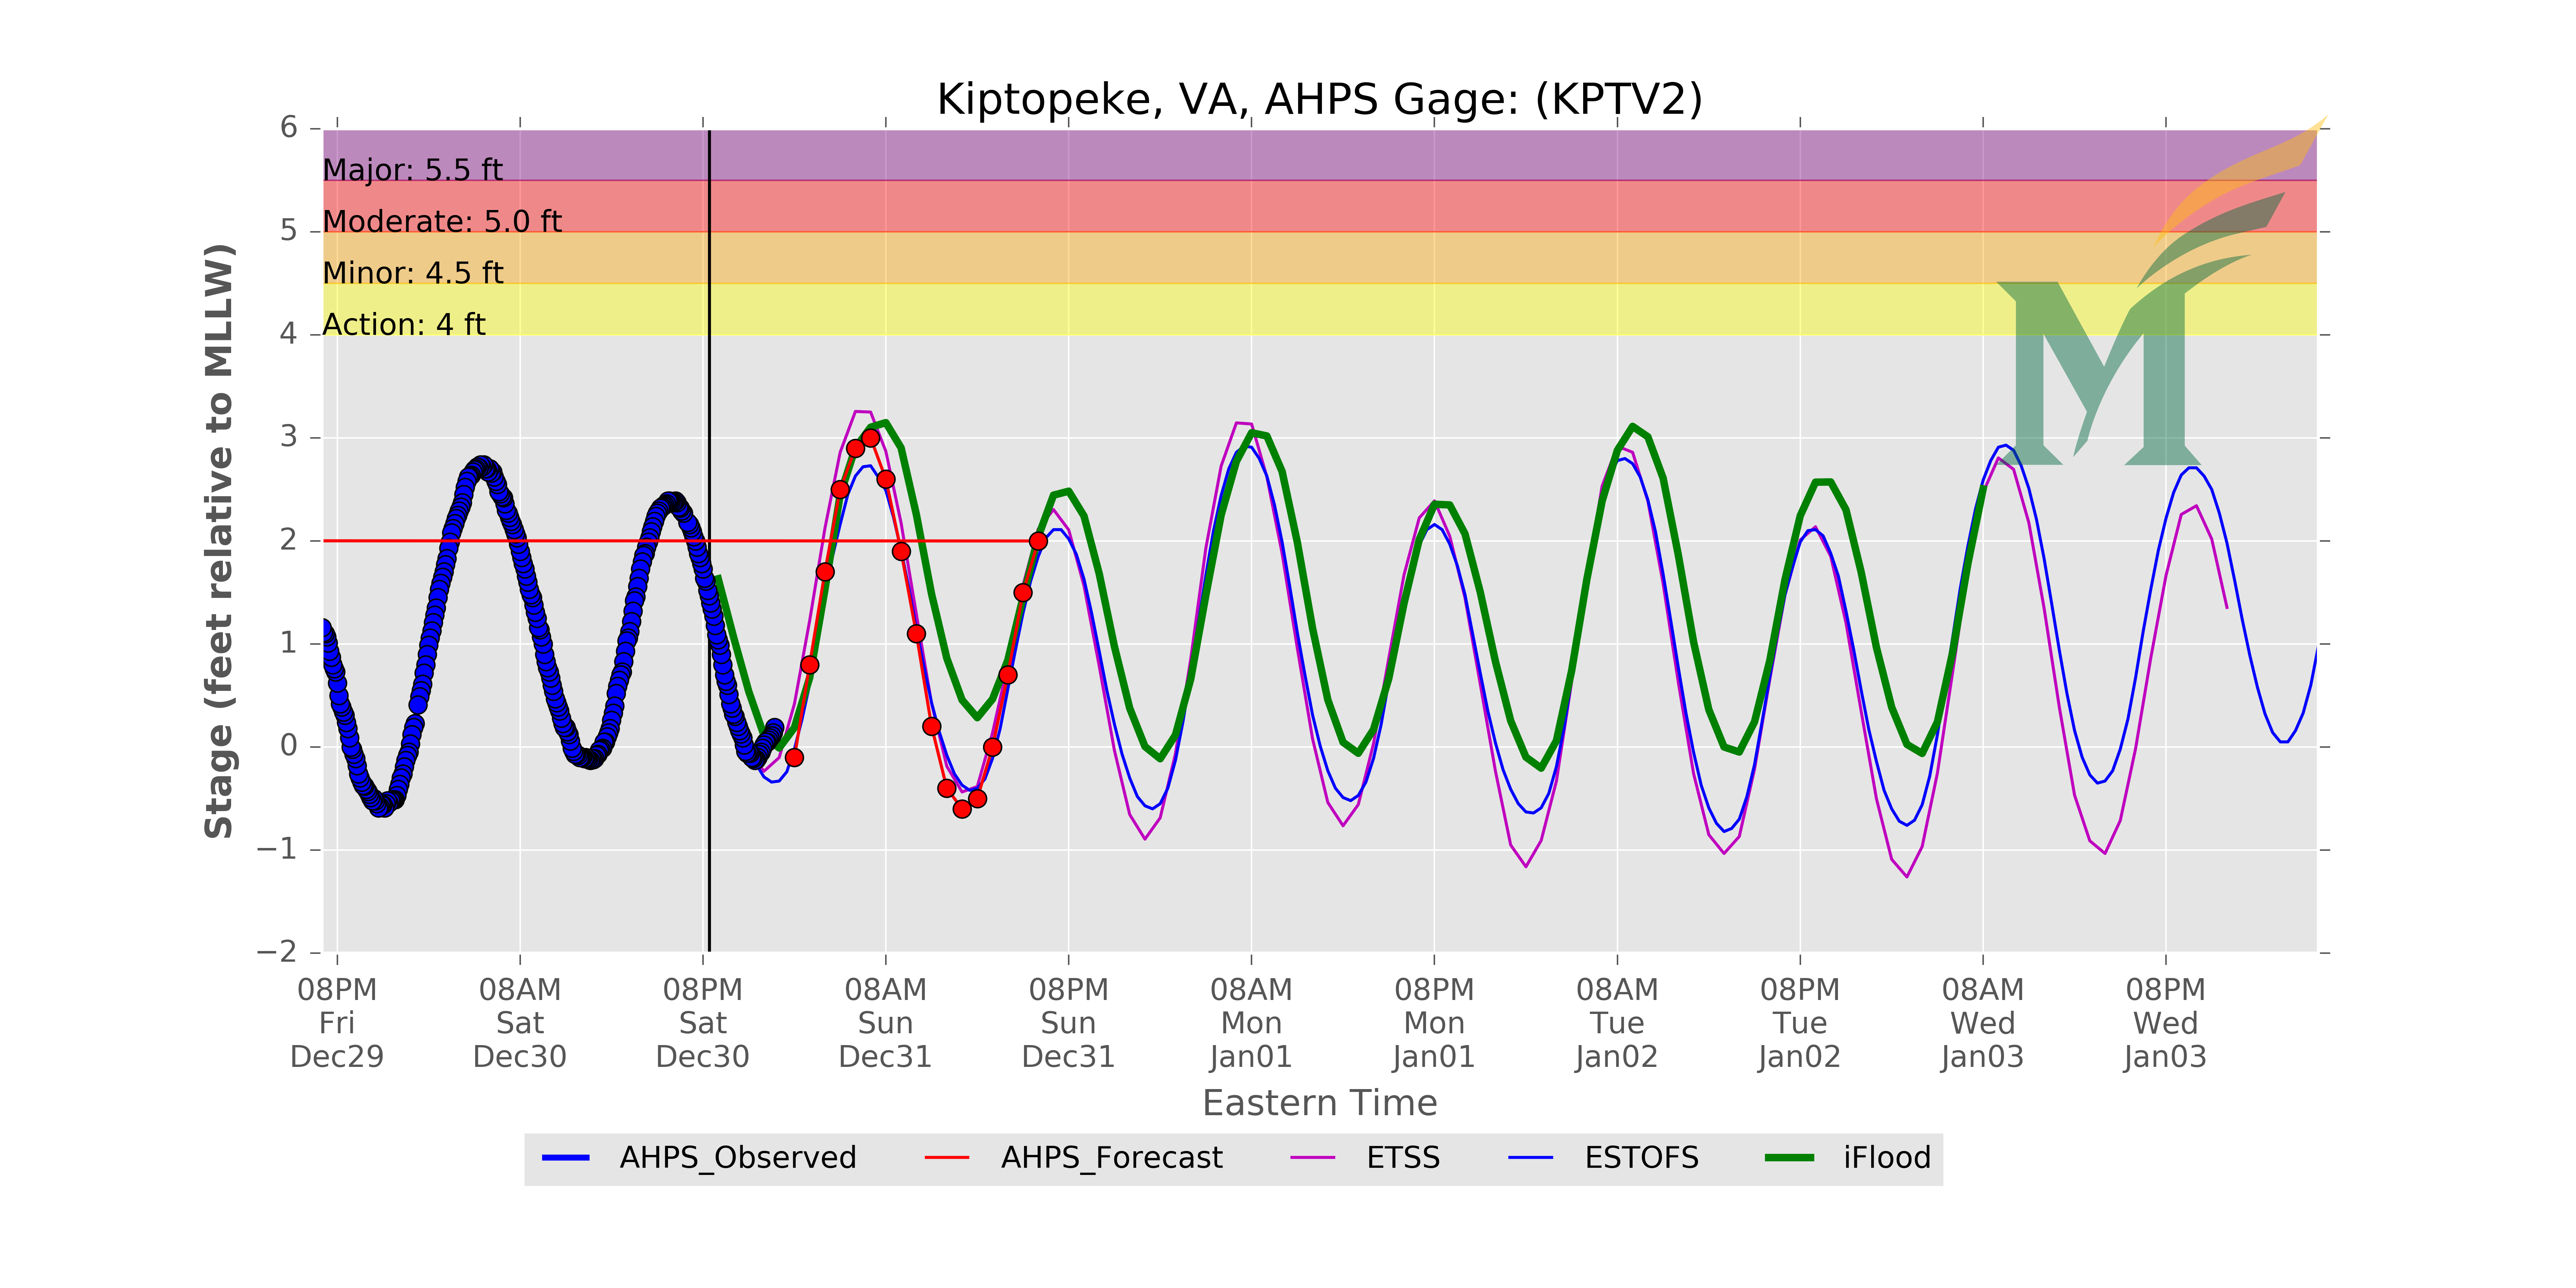 Kiptopeke, VA, AHPS Gage: (KPTV2)
6
Major: 5.5 ft
Moderate: 5.0 ft
5
Minor: 4.5 ft
Action: 4 ft
4
3
2
1
0
−1
−2
Stage (feet relative to MLLW)
08PM 08AM 08PM 08AM 08PM 08AM 08PM 08AM 08PM 08AM 08PM
Fri Sat Sat Sun Sun Mon Mon Tue Tue Wed Wed
Dec29 Dec30 Dec30 Dec31 Dec31 Jan01 Jan01 Jan02 Jan02 Jan03 Jan03
Eastern Time
AHPS_Observed AHPS_Forecast ETSS ESTOFS iFlood
M